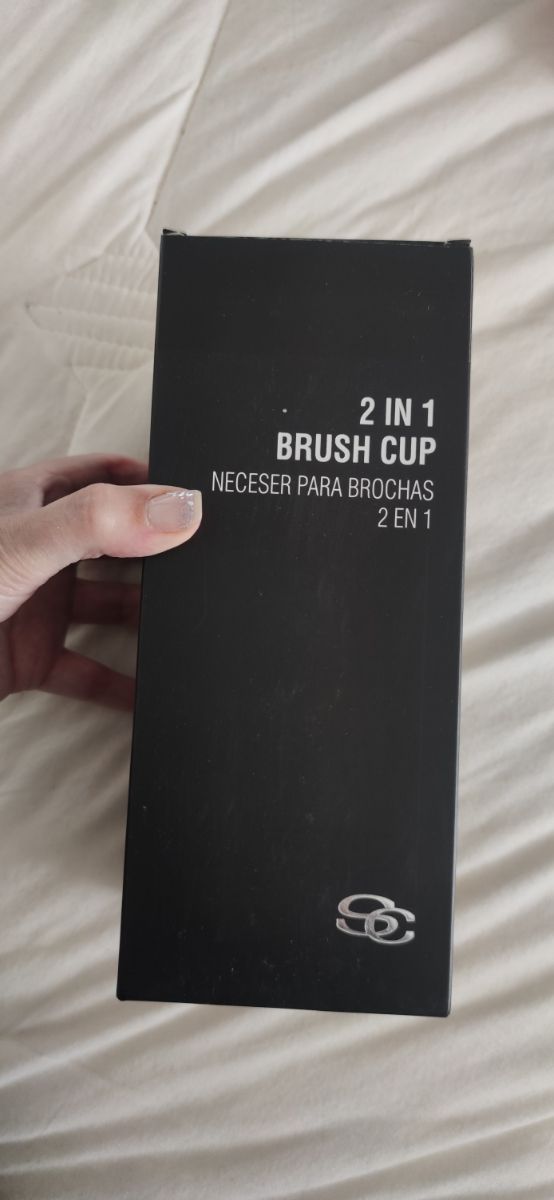 2 IN 1
BRUSH CUP
NECESER PARA BROCHAS
2 EN 1
SC